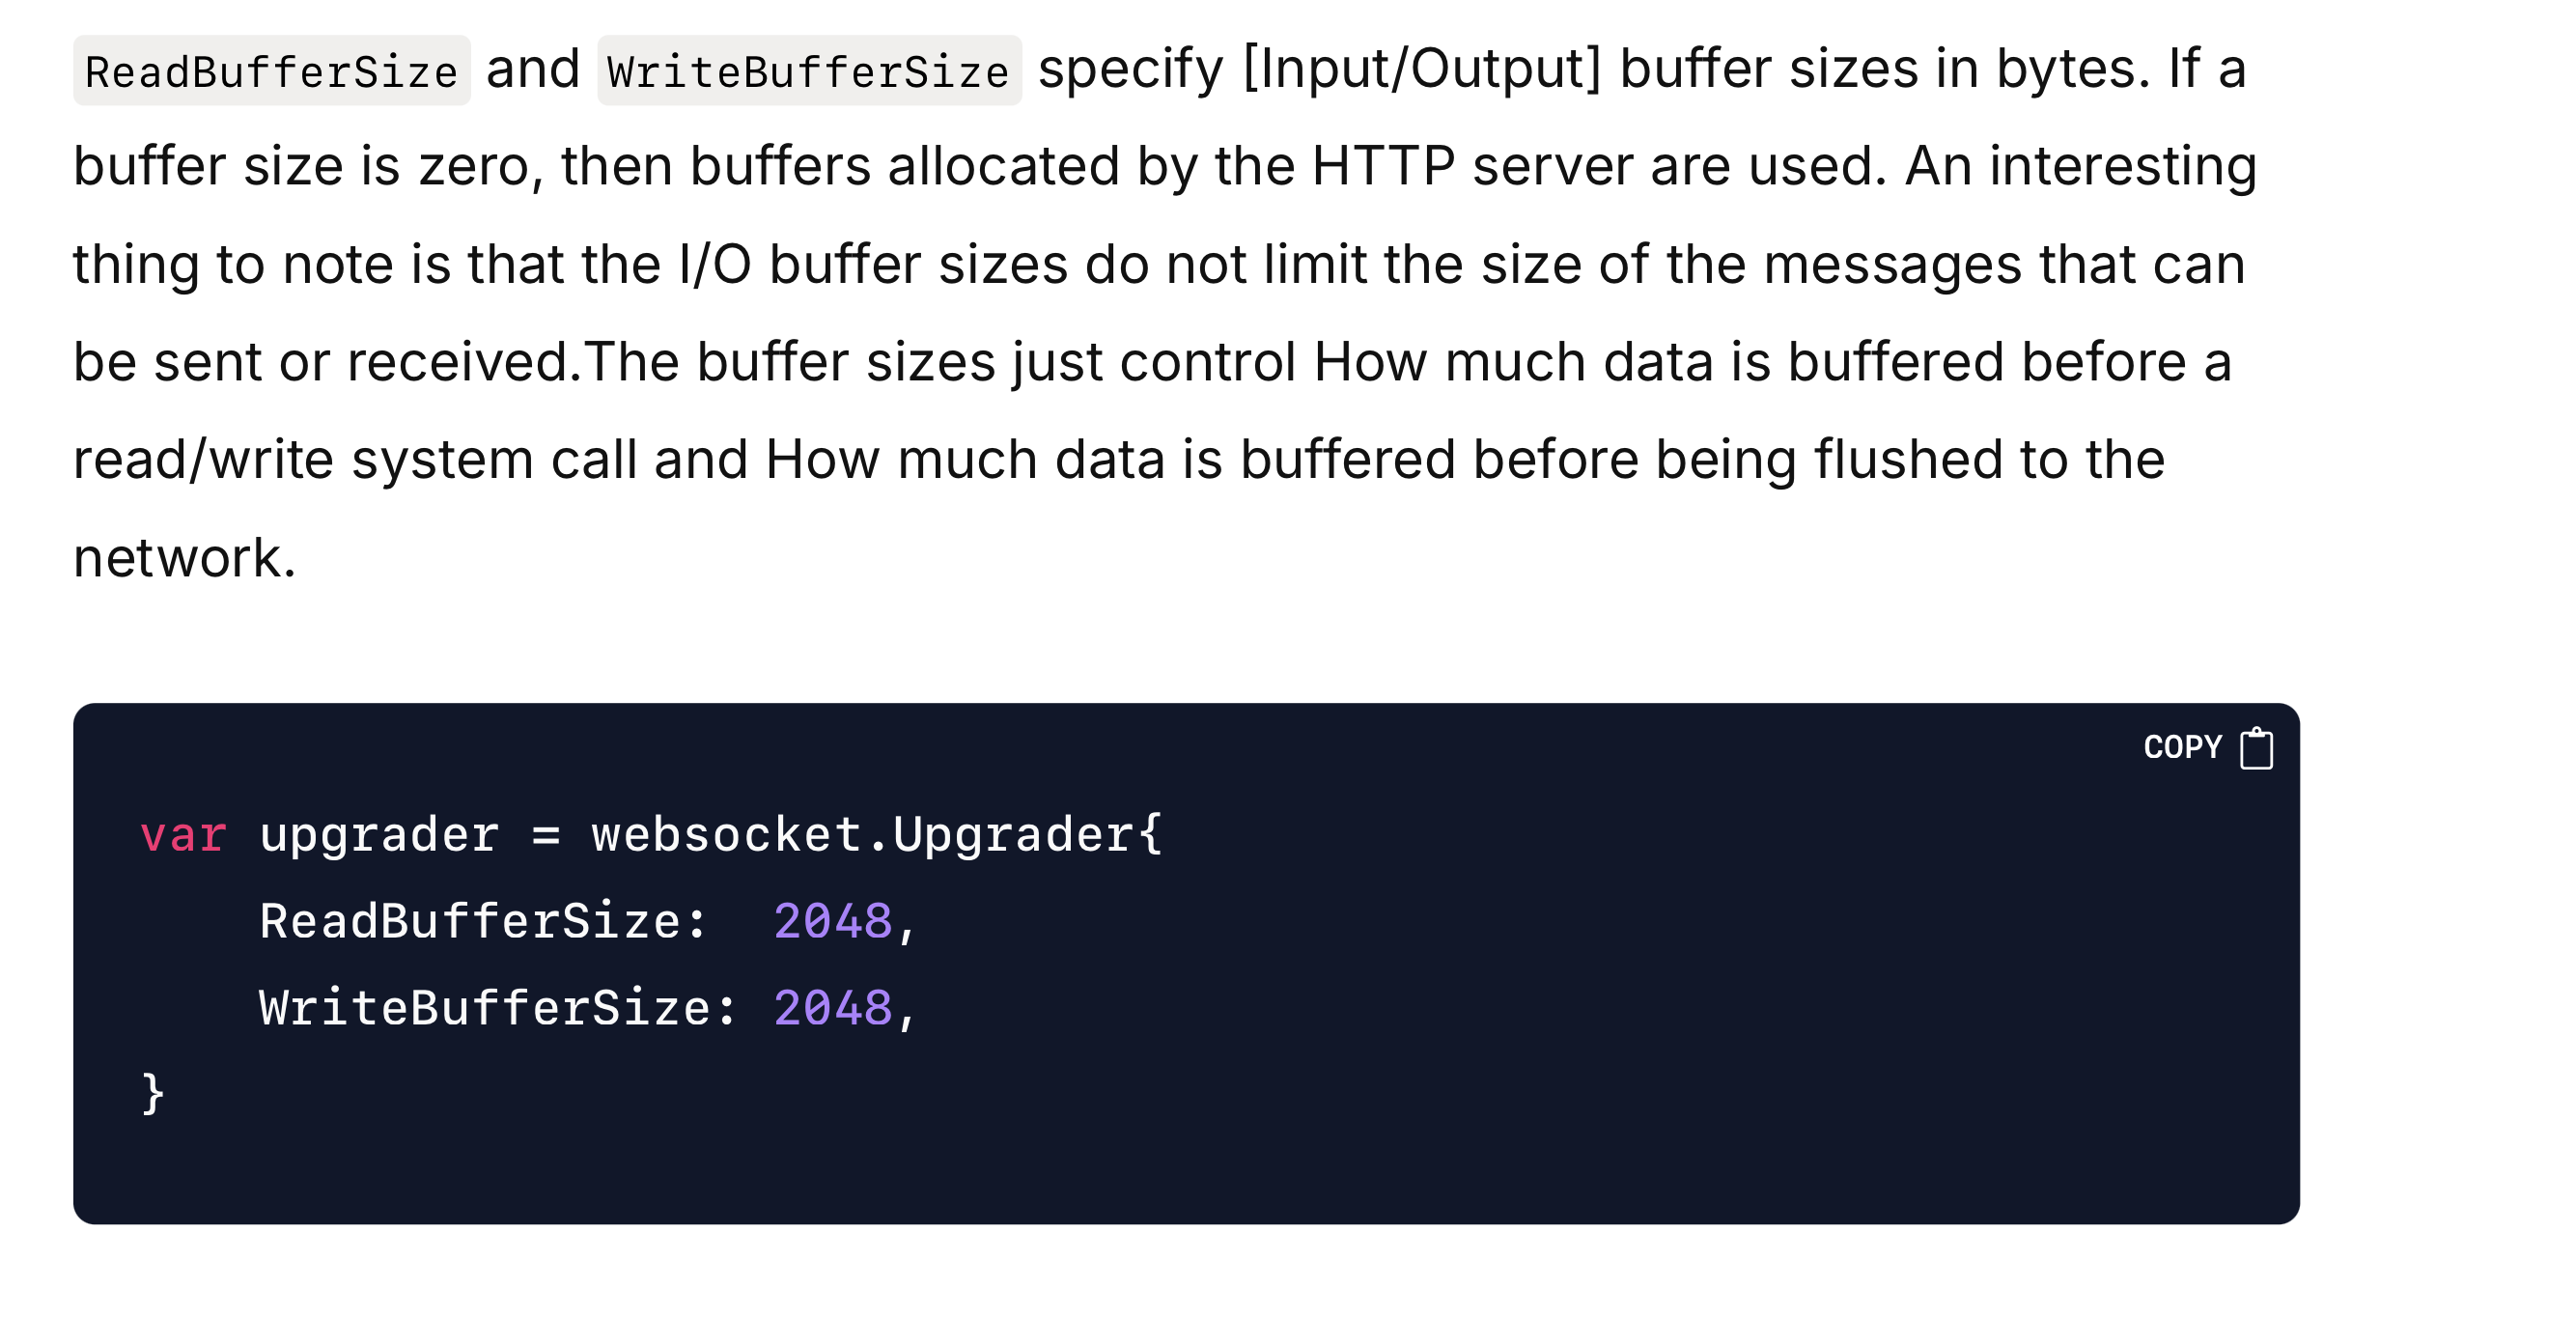 ReadBufferSize and WriteBufferSize specify [Input/Output] buffer sizes in bytes. If a
buffer size is zero, then buffers allocated by the HTTP server are used. An interesting
thing to note is that the I/O buffer sizes do not limit the size of the messages that can
be sent or received.The buffer sizes just control How much data is buffered before a
read/write system call and How much data is buffered before being flushed to the
network.
COPY
var upgrader = websocket.Upgrader{
    ReadBufferSize:  2048,
    WriteBufferSize: 2048,
}